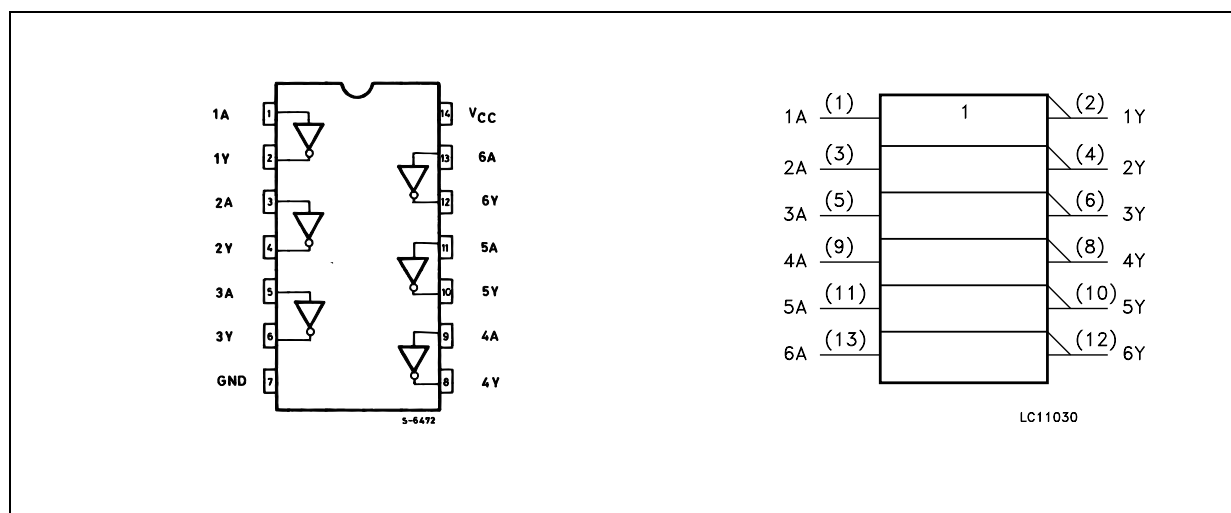 1A 1 14 VCC
1Y 2 13 6A
2A 3 12 6Y
2Y 4 11 5A
3A 5 10 5Y
3Y 6 9 4A
GND 7 8 4Y
S-6472
1A (1) 1 (2) 1Y
2A (3) (4) 2Y
3A (5) (6) 3Y
4A (9) (8) 4Y
5A (11) (10) 5Y
6A (13) (12) 6Y
LC11030